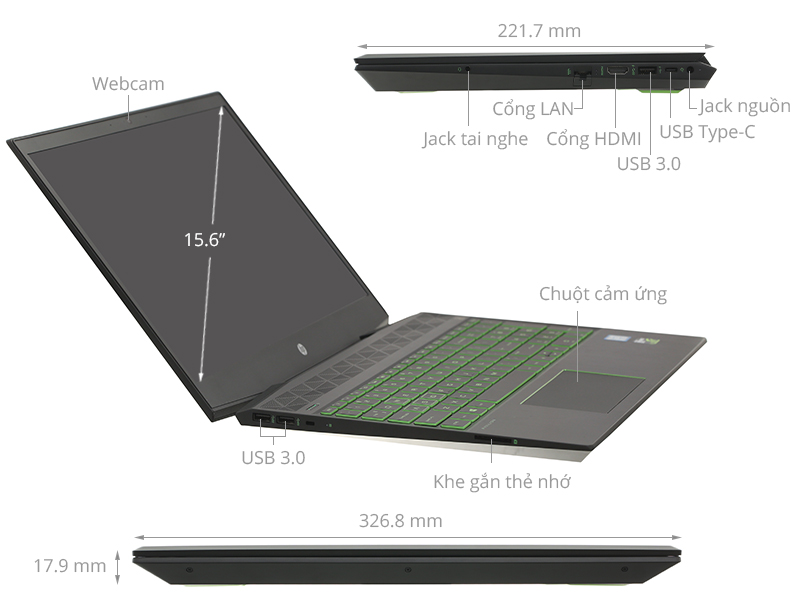 221.7 mm
Webcam
Cổng LAN
Jack nguồn
Jack tai nghe
Cổng HDMI
USB Type-C
USB 3.0
15.6”
Chuột cảm ứng
hp
USB 3.0
Khe gắn thẻ nhớ
326.8 mm
17.9 mm